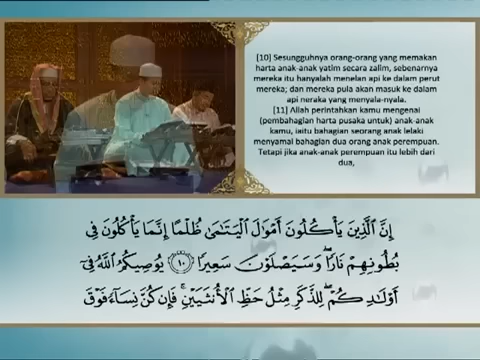 [10] Sesungguhnya orang-orang yang memakan
harta anak-anak yatim secara zalim, sebenarnya
mereka itu hanyalah menelan api ke dalam perut
mereka; dan mereka pula akan masuk ke dalam
api neraka yang menyala-nyala.
[11] Allah perintahkan kamu mengenai
(pembahagian harta pusaka untuk) anak-anak
kamu, iaitu bahagian seorang anak lelaki
menyamai bahagian dua orang anak perempuan.
Tetapi jika anak-anak perempuan itu lebih dari
dua,
إِنَّ ٱلَّذِينَ يَأْكُلُونَ أَمْوَٰلَ ٱلْيَتَٰمَىٰ ظُلْمًا إِنَّمَا يَأْكُلُونَ فِى
بُطُونِهِمْ نَارًا ۖ وَسَيَصْلَوْنَ سَعِيرًا ١٠ يُوصِيكُمُ ٱللَّهُ فِىٓ
أَوْلَٰدِكُمْ ۖ لِلذَّكَرِ مِثْلُ حَظِّ ٱلْأُنثَيَيْنِ ۚ فَإِن كُنَّ نِسَآءً فَوْقَ